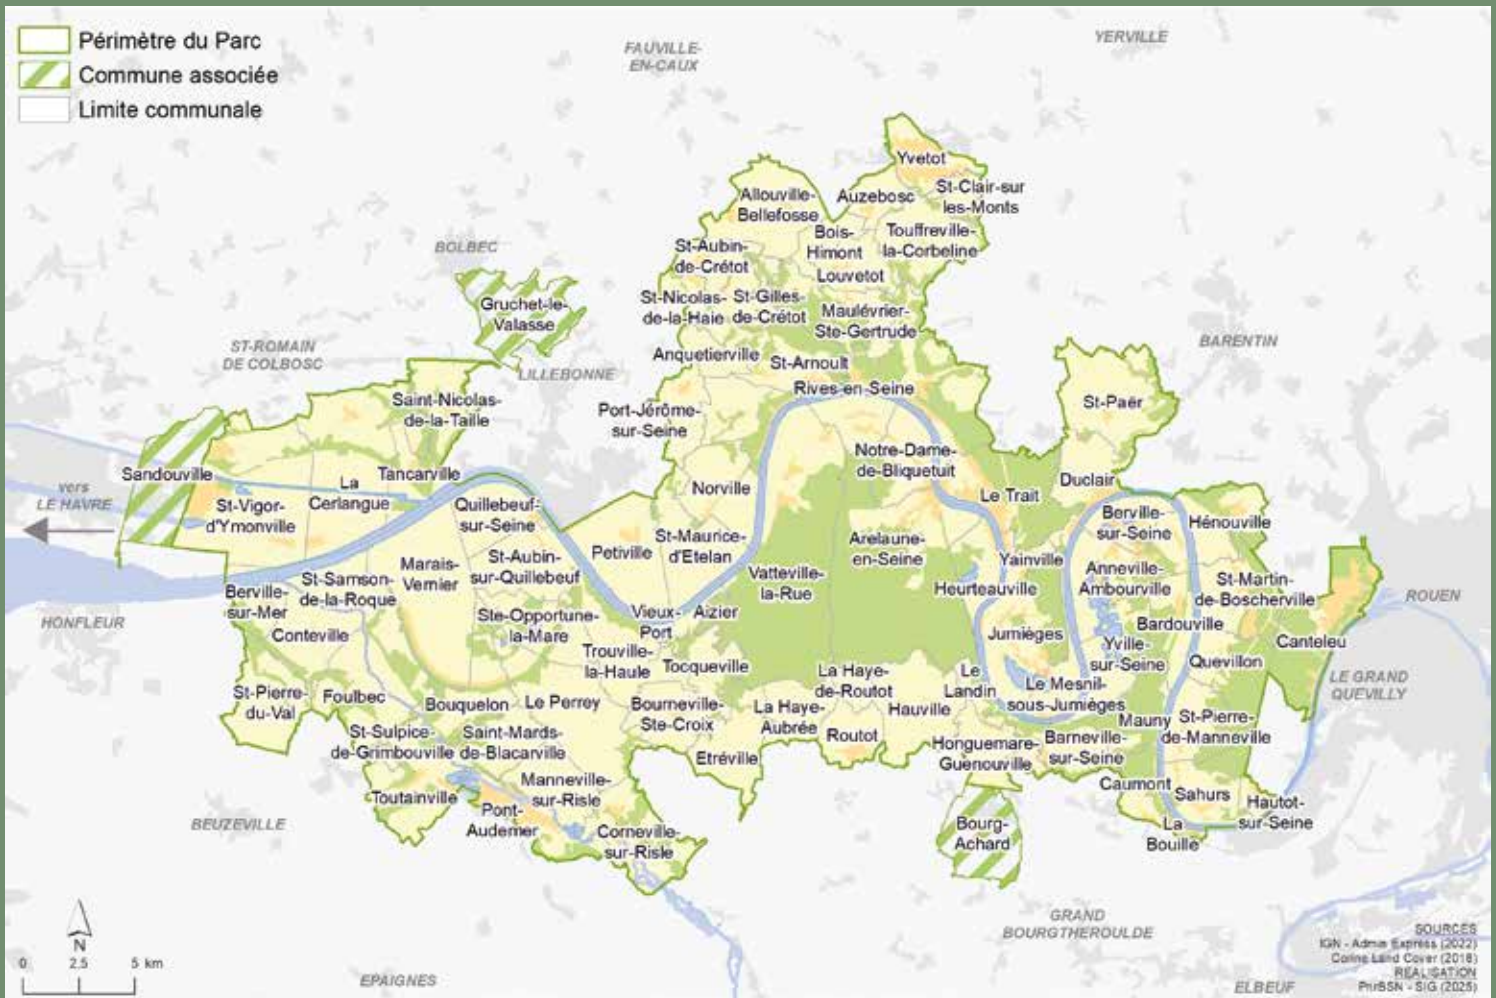 Périmètre du Parc
Commune associée
Limite communale
FAUVILLE-
EN-CAUX
YERVILLE
Yvetot
St-Clair-sur
les-Monts
Allouville-
Bellefosse
Auzebosc
Bois-
Himont
Touffreville-
la-Corbeline
St-Aubin-
de-Crétot
Louvetot
BOLBEC
Gruchet-le-
Valasse
St-Nicolas-
de-la-Haie
St-Gilles-
de-Crétot
Maulévrier-
Ste-Gertrude
ST-ROMAIN
DE COLBOSC
BARENTIN
Anquetierville
St-Arnoult
LILLEBONNE
Rives-en-Seine
Saint-Nicolas-
de-la-Taille
Port-Jérôme-
sur-Seine
St-Paër
Notre-Dame-
de-Bliquetuit
Sandouville
La
Cerlangue
Tancarville
Norville
Le Trait
Duclair
vers
LE HAVRE
St-Vigor-
d'Ymonville
Quillebeuf-
sur-Seine
Berville-
sur-Seine
Hénouville
Petiville
St-Maurice-
d'Etelan
Arelaune-
en-Seine
Yainville
Marais-
Vernier
St-Aubin-
sur-Quillebeuf
Vatteville-
la-Rue
Heurteauville
Anneville-
Ambourville
St-Martin-
de-Boscherville
Berville-
sur-Mer
St-Samson-
de-la-Roque
ROUEN
HONFLEUR
Conteville
Ste-Opportune-
la-Mare
Vieux-
Port
Aizier
Jumièges
Bardouville
Yville-
sur-Seine
Canteleu
Trouville-
la-Haule
Tocqueville
Quevillon
St-Pierre-
du-Val
Foulbec
Bouquelon
Le Perrey
Bourneville-
Ste-Croix
La Haye-
de-Routot
Le
Landin
Le Mesnil-
sous-Jumièges
LE GRAND
QUEVILLY
La Haye-
Aubrée
Hauville
Mauny
St-Pierre-
de-Manneville
St-Sulpice-
de-Grimbouville
Saint-Mards-
de-Blacarville
Routot
Honguemare-
Guenouville
Barneville-
sur-Seine
Etréville
Toutainville
Manneville-
sur-Risle
Caumont
Sahurs
Hautot-
sur-Seine
BEUZEVILLE
Pont-
Audemer
Corneville-
sur-Risle
Bourg-
Achard
La
Bouille
GRAND
BOURGTHEROULDE
N
0 2,5 5 km
EPAIGNES
ELBEUF
SOURCES
IGN - Admin Express (2022)
Corine Land Cover (2018)
REALISATION
PnrBSN - SIG (2025)